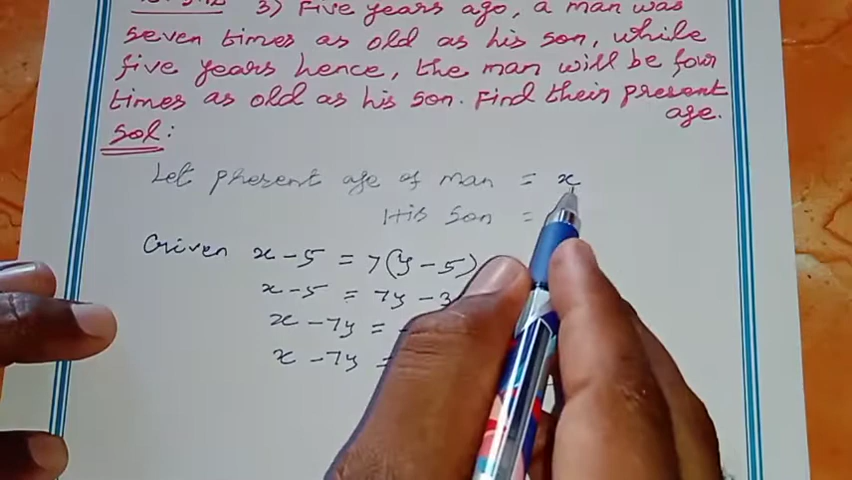 3) Five years ago, a man was
seven times as old as his son, while
five years hence, the man will be four
times as old as his son. Find their present
age.
Sol:
Let present age of man = x
His son =
Given x - 5 = 7(y - 5)
x - 5 = 7y - 3
x - 7y = -
x - 7y =